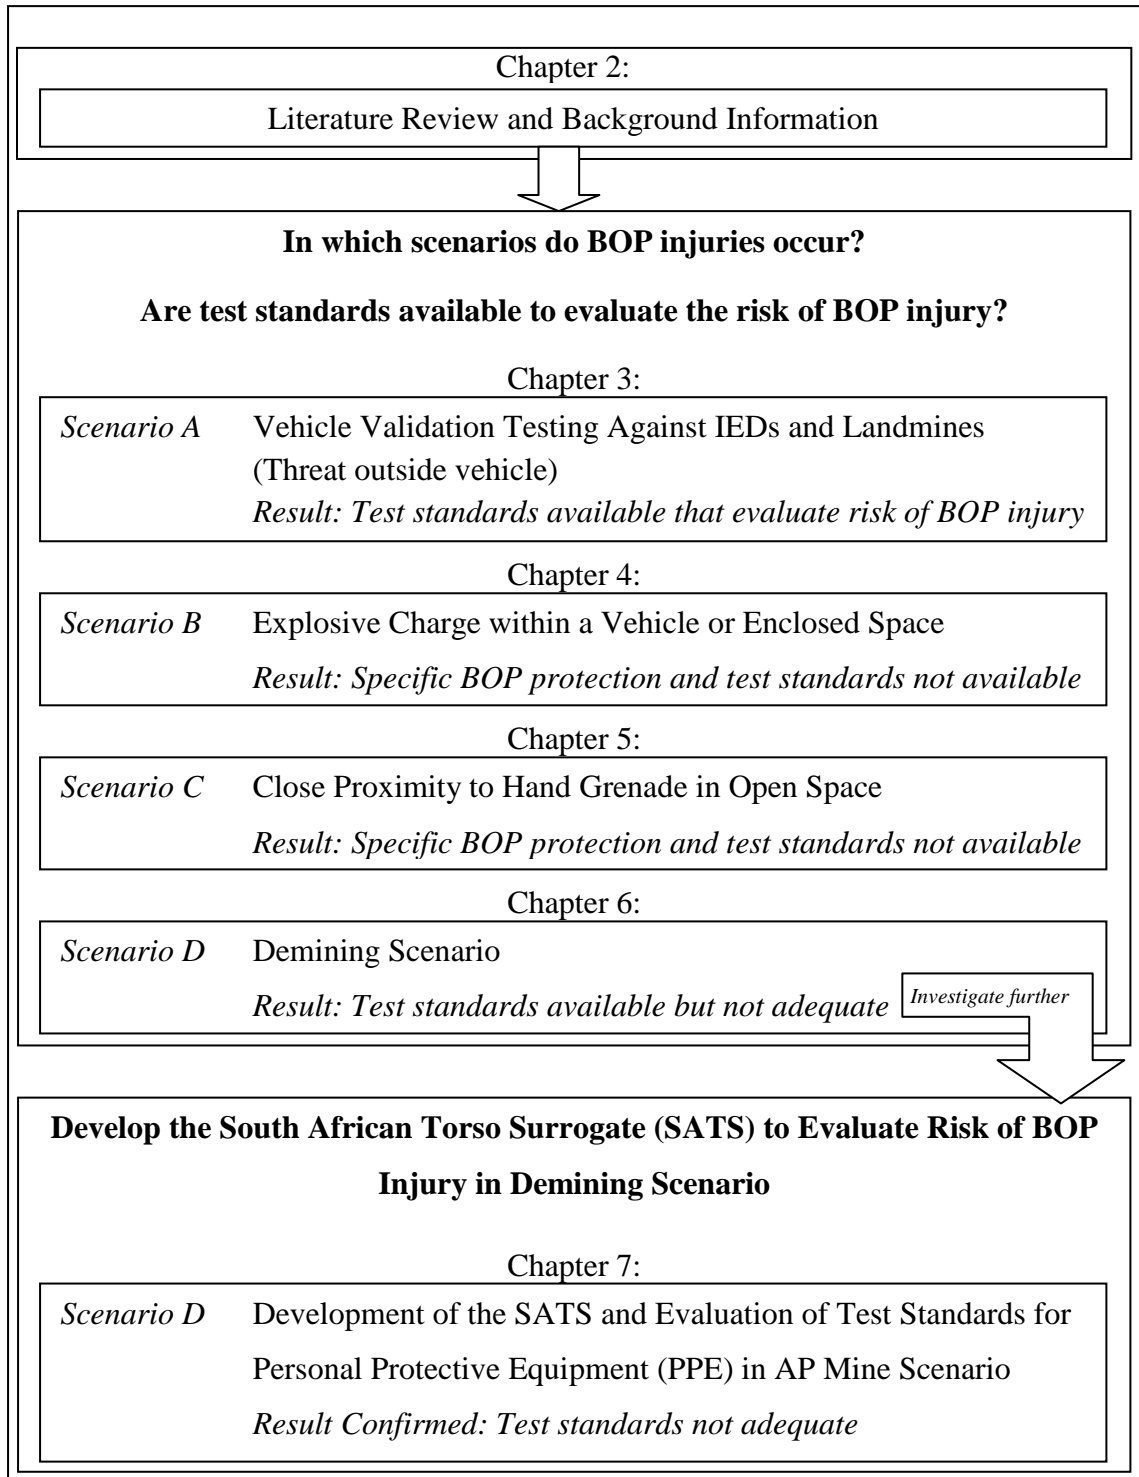 Chapter 2:
Literature Review and Background Information
In which scenarios do BOP injuries occur?
Are test standards available to evaluate the risk of BOP injury?
Chapter 3:
Scenario A Vehicle Validation Testing Against IEDs and Landmines
(Threat outside vehicle)
Result: Test standards available that evaluate risk of BOP injury
Chapter 4:
Scenario B Explosive Charge within a Vehicle or Enclosed Space
Result: Specific BOP protection and test standards not available
Chapter 5:
Scenario C Close Proximity to Hand Grenade in Open Space
Result: Specific BOP protection and test standards not available
Chapter 6:
Scenario D Demining Scenario
Result: Test standards available but not adequate
Investigate further
Develop the South African Torso Surrogate (SATS) to Evaluate Risk of BOP
Injury in Demining Scenario
Chapter 7:
Scenario D Development of the SATS and Evaluation of Test Standards for
Personal Protective Equipment (PPE) in AP Mine Scenario
Result Confirmed: Test standards not adequate